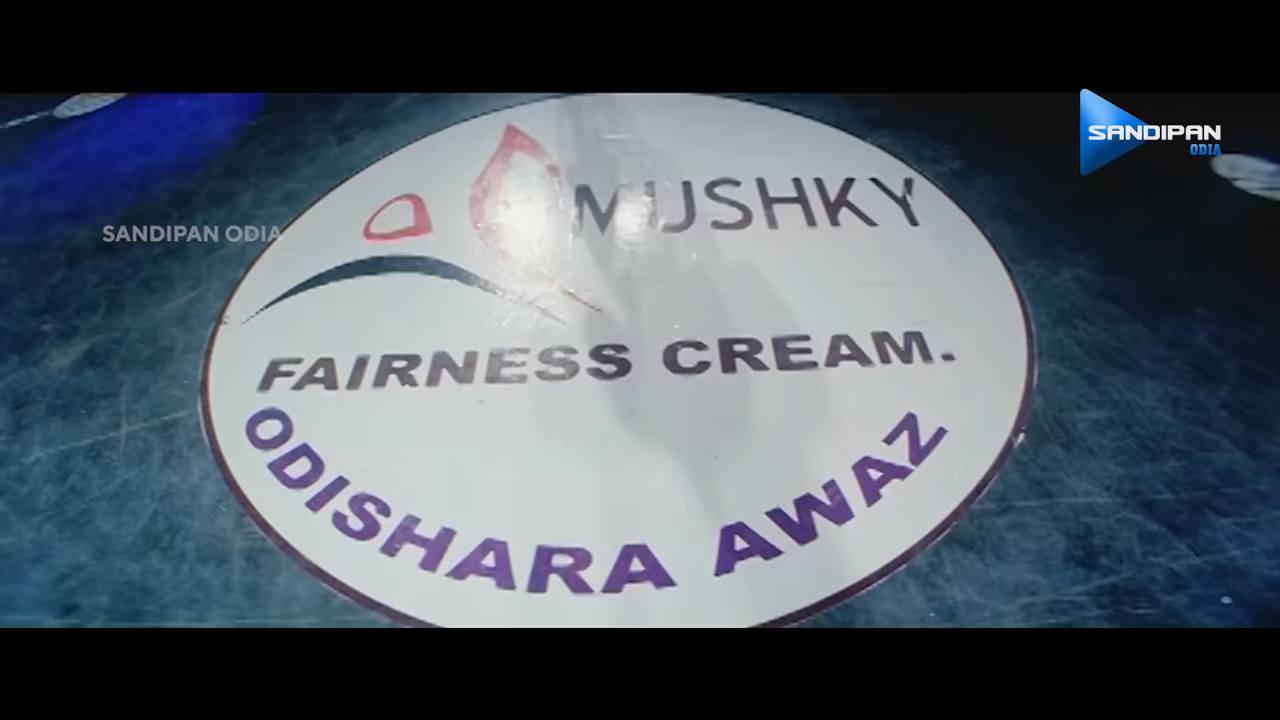 SANDIPAN
ODIA
SANDIPAN ODIA
MUSHKY
FAIRNESS CREAM.
ODISHARA AWAZ